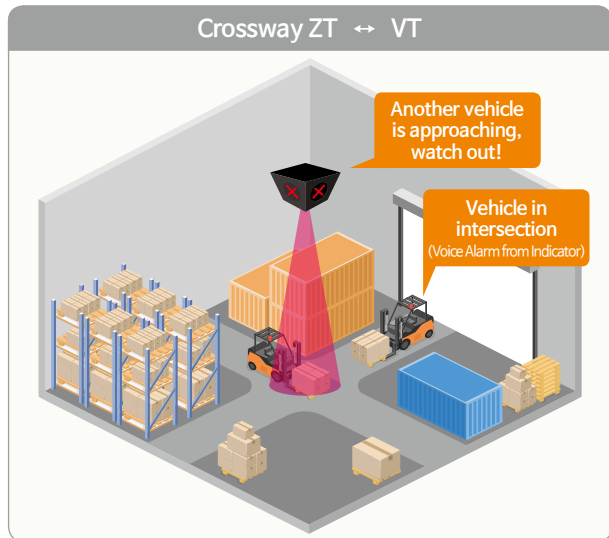 Crossway ZT ↔ VT
Another vehicle
is approaching,
watch out!
Vehicle in
intersection
(Voice Alarm from Indicator)